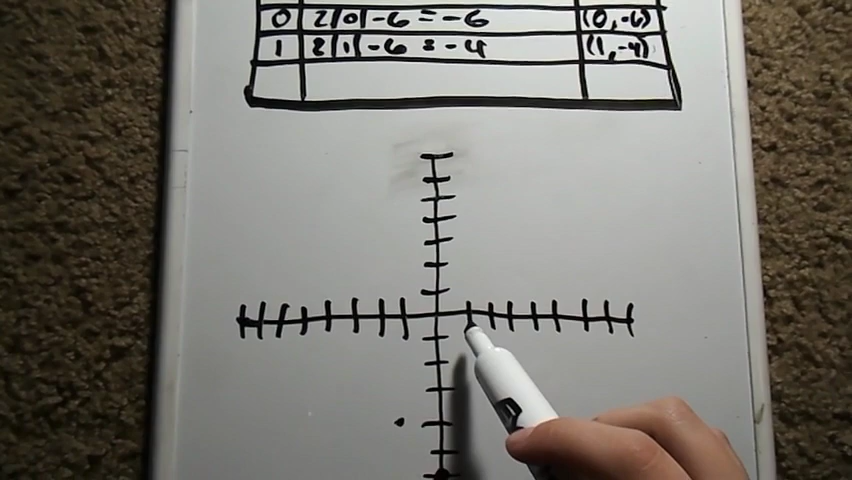 0 2|0|-6 = -6 (0,-6)
1 2|1|-6 = -4 (1,-4)